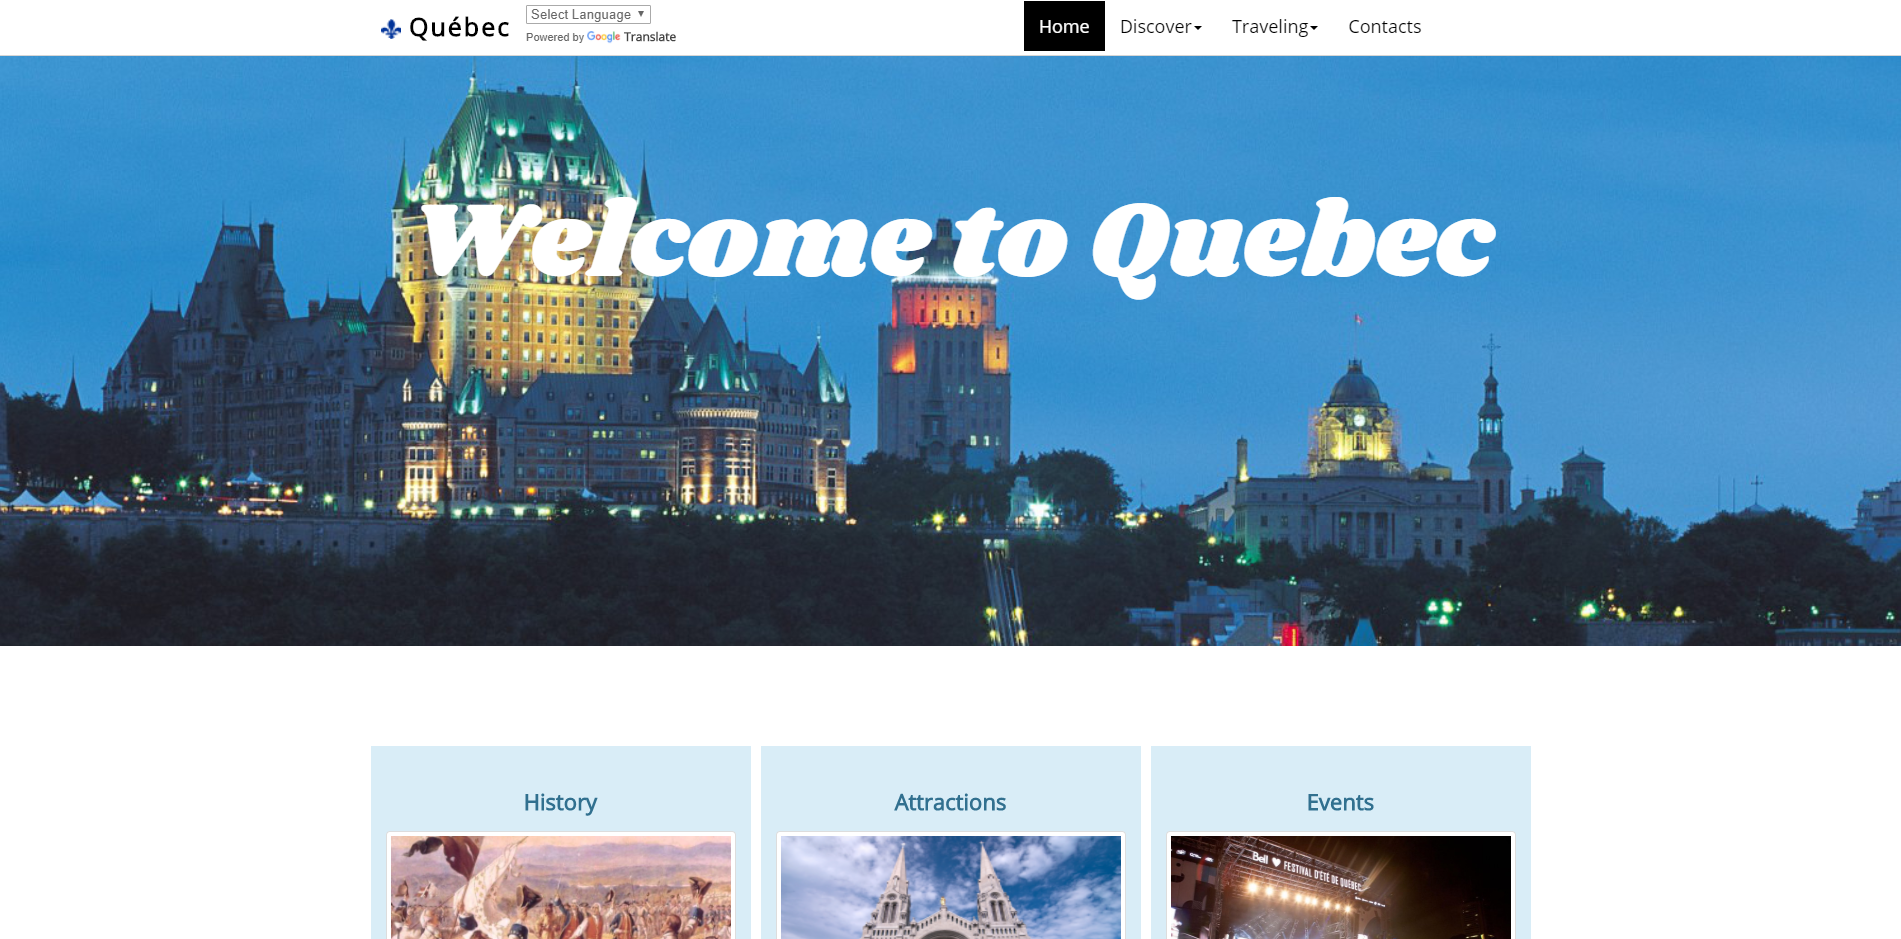 Québec
Select Language ▼
Powered by Google Translate
Home Discover Traveling Contacts
Welcome to Quebec
History
Attractions
Events
Bell FESTIVAL D'ÉTÉ DE QUÉBEC